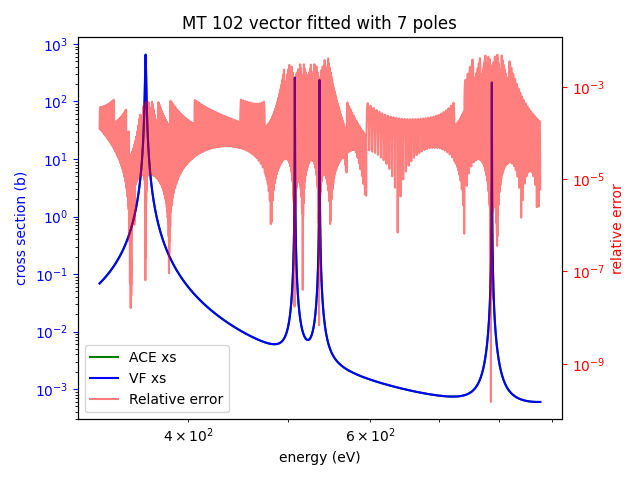 MT 102 vector fitted with 7 poles
10³
10²
10¹
10⁰
10⁻¹
10⁻²
10⁻³
cross section (b)
10⁻³
10⁻⁵
10⁻⁷
10⁻⁹
relative error
ACE xs
VF xs
Relative error
4 × 10²
6 × 10²
energy (eV)